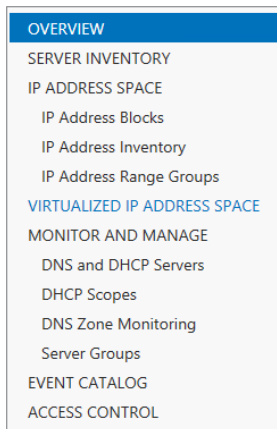 OVERVIEW
SERVER INVENTORY
IP ADDRESS SPACE
IP Address Blocks
IP Address Inventory
IP Address Range Groups
VIRTUALIZED IP ADDRESS SPACE
MONITOR AND MANAGE
DNS and DHCP Servers
DHCP Scopes
DNS Zone Monitoring
Server Groups
EVENT CATALOG
ACCESS CONTROL